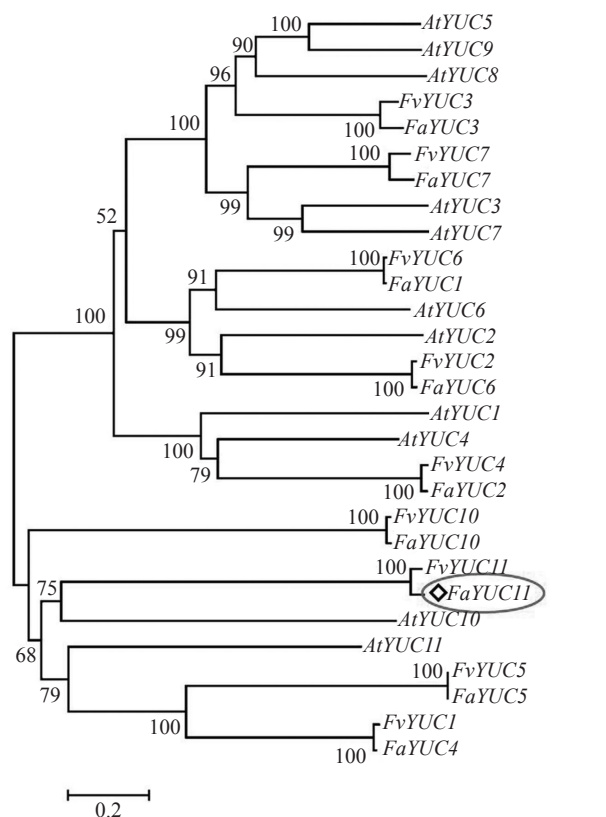 100
AtYUC5
AtYUC9
90
AtYUC8
96
FvYUC3
100
FaYUC3
100
100
FvYUC7
FaYUC7
99
AtYUC3
99
AtYUC7
52
100
FvYUC6
FaYUC1
91
AtYUC6
99
AtYUC2
91
FvYUC2
100
FaYUC6
100
AtYUC1
100
AtYUC4
79
FvYUC4
100
FaYUC2
100
FvYUC10
FaYUC10
100
FvYUC11
75
FaYUC11
AtYUC10
68
AtYUC11
79
100
FvYUC5
FaYUC5
100
FvYUC1
100
FaYUC4
0.2